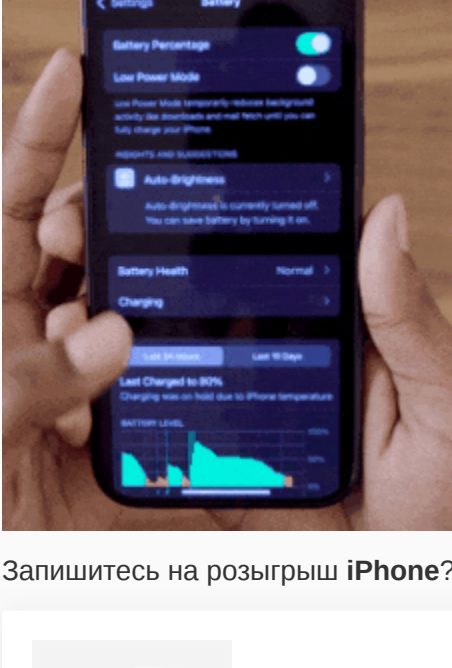 Settings
Battery
Battery Percentage
Low Power Mode
Low Power Mode temporarily reduces background
activity like downloads and mail fetch until you can
fully charge your iPhone.
INSIGHTS AND SUGGESTIONS
Auto-Brightness
Auto-Brightness is currently turned off.
You can save battery by turning it on.
Battery Health
Normal
Charging
Last 24 Hours
Last 10 Days
Last Charged to 80%
Charging was on hold due to iPhone temperature
BATTERY LEVEL
100%
50%
0%
Запишитесь на розыгрыш iPhone?